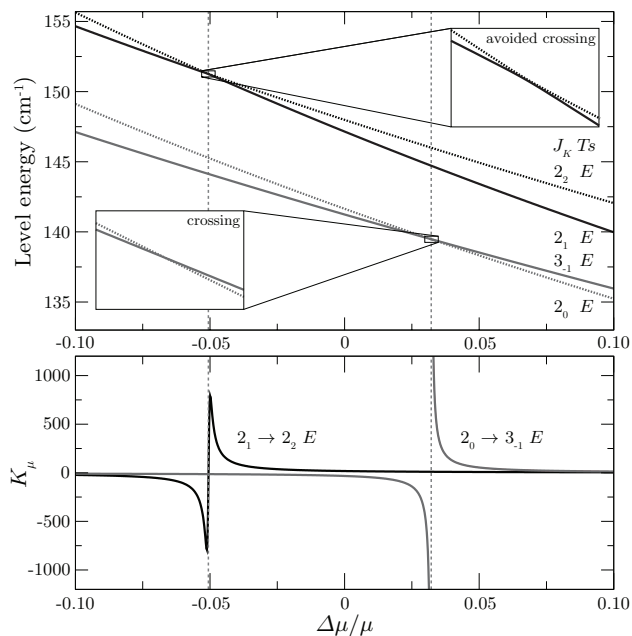 155
avoided crossing
150
J_K Ts
2_2 E
145
Level energy (cm⁻¹)
crossing
140
2_1 E
3_-1 E
135
2_0 E
-0.10 -0.05 0 0.05 0.10
1000
500
2_1 → 2_2 E
2_0 → 3_-1 E
K_μ
0
-500
-1000
-0.10 -0.05 0 0.05 0.10
Δμ/μ